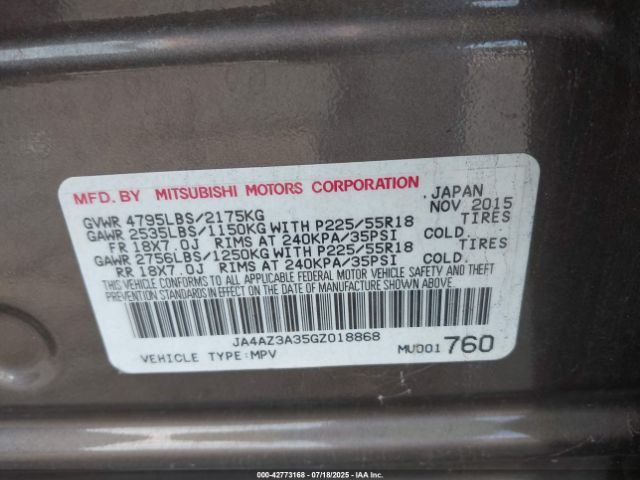 MFD. BY MITSUBISHI MOTORS CORPORATION JAPAN
GVWR 4795LBS/2175KG NOV 2015
GAWR 2535LBS/1150KG WITH P225/55R18 TIRES
FR 18X7.0J RIMS AT 240KPA/35PSI COLD.
GAWR 2756LBS/1250KG WITH P225/55R18 TIRES
RR 18X7.0J RIMS AT 240KPA/35PSI COLD.
THIS VEHICLE CONFORMS TO ALL APPLICABLE FEDERAL MOTOR VEHICLE SAFETY AND THEFT
PREVENTION STANDARDS IN EFFECT ON THE DATE OF MANUFACTURE SHOWN ABOVE.
JA4AZ3A35GZ018868
VEHICLE TYPE: MPV MU001 760
000-42773168 - 07/18/2025 - IAA Inc.